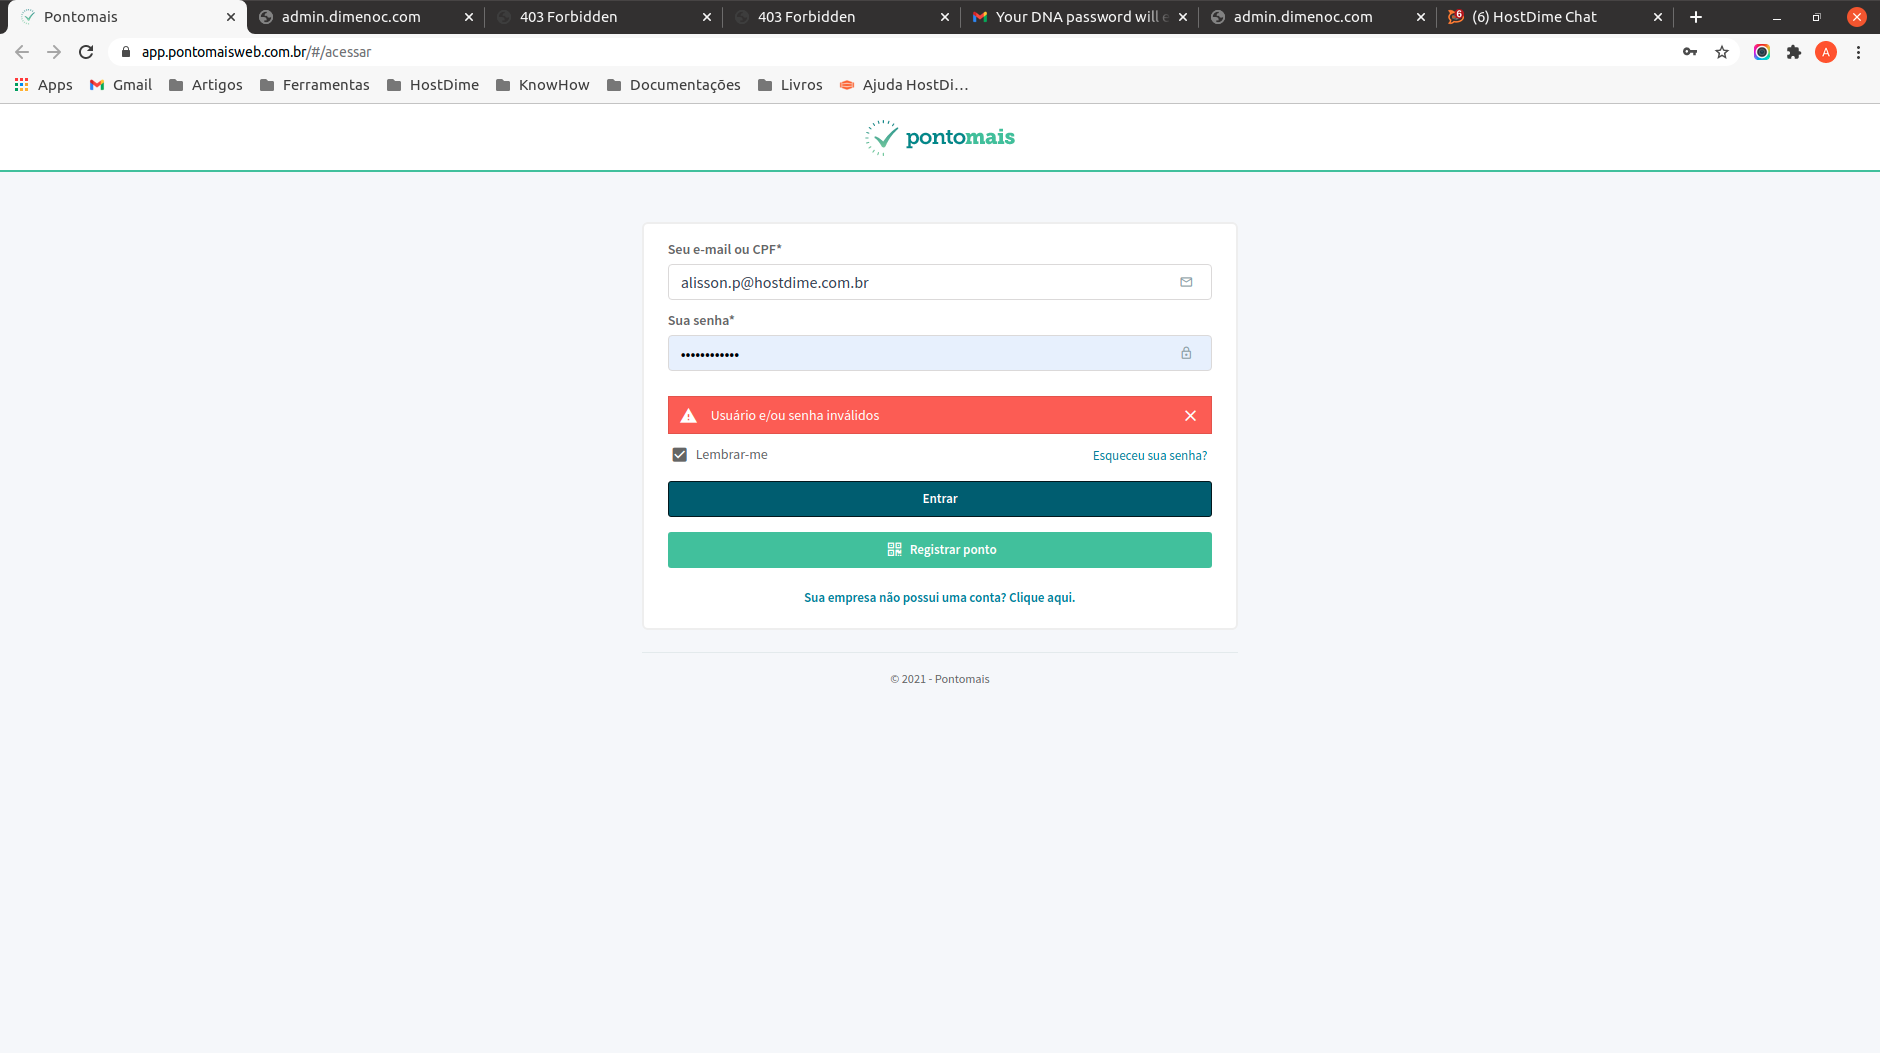 Pontomais
admin.dimenoc.com
403 Forbidden
403 Forbidden
Your DNA password will e
admin.dimenoc.com
(6) HostDime Chat
app.pontomaisweb.com.br/#/acessar
A
Apps
Gmail
Artigos
Ferramentas
HostDime
KnowHow
Documentações
Livros
Ajuda HostDi...
pontomais
Seu e-mail ou CPF*
alisson.p@hostdime.com.br
Sua senha*
••••••••••••
Usuário e/ou senha inválidos
Lembrar-me
Esqueceu sua senha?
Entrar
Registrar ponto
Sua empresa não possui uma conta? Clique aqui.
© 2021 - Pontomais